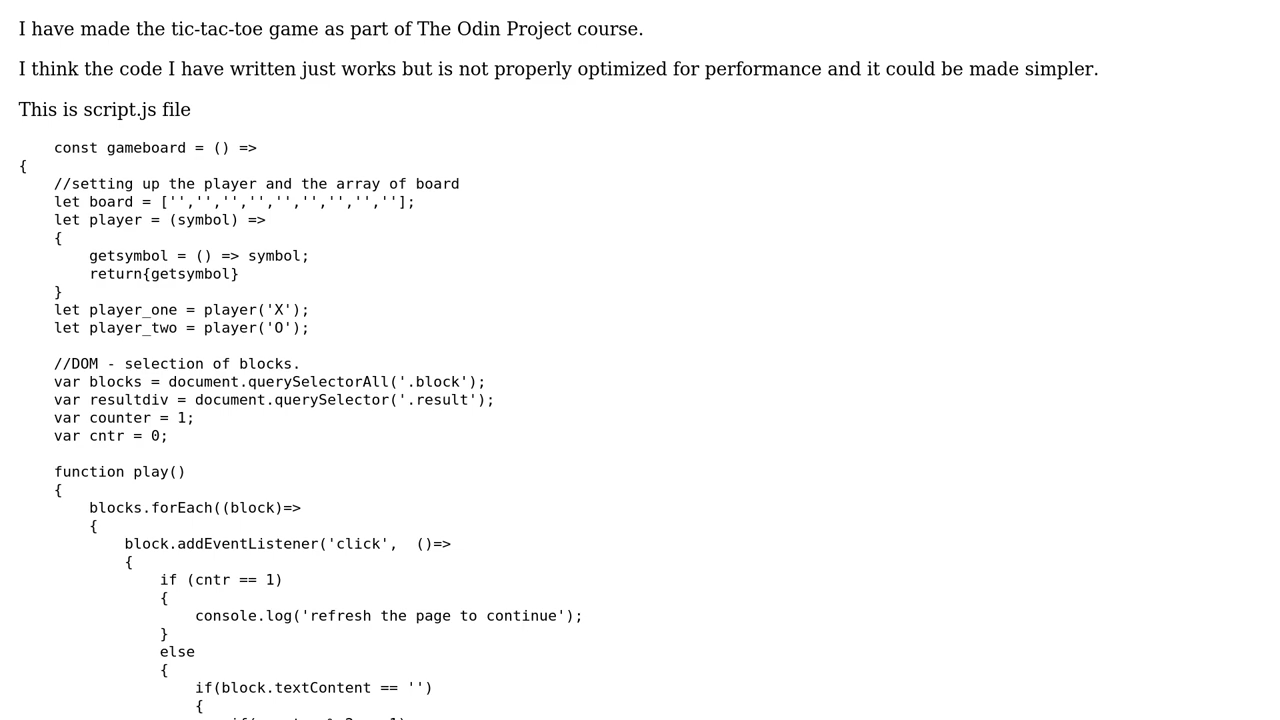 I have made the tic-tac-toe game as part of The Odin Project course.
I think the code I have written just works but is not properly optimized for performance and it could be made simpler.
This is script.js file
    const gameboard = () =>
{
    //setting up the player and the array of board
    let board = ['','','','','','','','',''];
    let player = (symbol) =>
    {
        getsymbol = () => symbol;
        return{getsymbol}
    }
    let player_one = player('X');
    let player_two = player('O');

    //DOM - selection of blocks.
    var blocks = document.querySelectorAll('.block');
    var resultdiv = document.querySelector('.result');
    var counter = 1;
    var cntr = 0;

    function play()
    {
        blocks.forEach((block)=>
        {
            block.addEventListener('click',  ()=>
            {
                if (cntr == 1)
                {
                    console.log('refresh the page to continue');
                }
                else
                {
                    if(block.textContent == '')
                    {